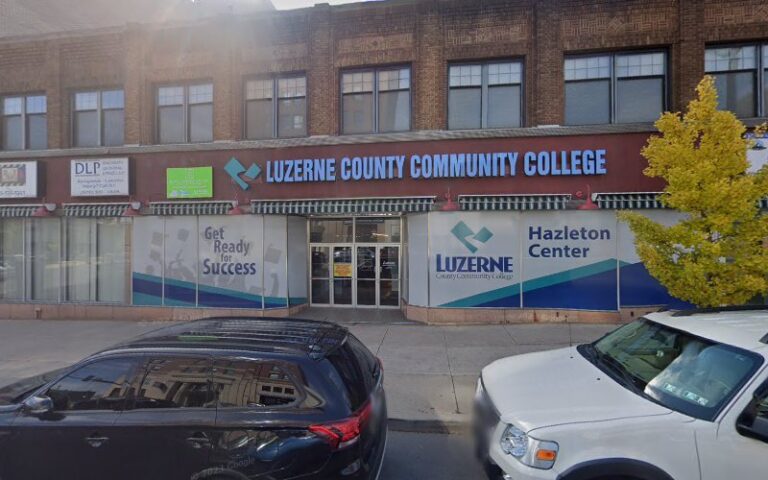 DLP
LUZERNE COUNTY COMMUNITY COLLEGE
Get
Ready
for
Success
LUZERNE
County Community College
Hazleton
Center